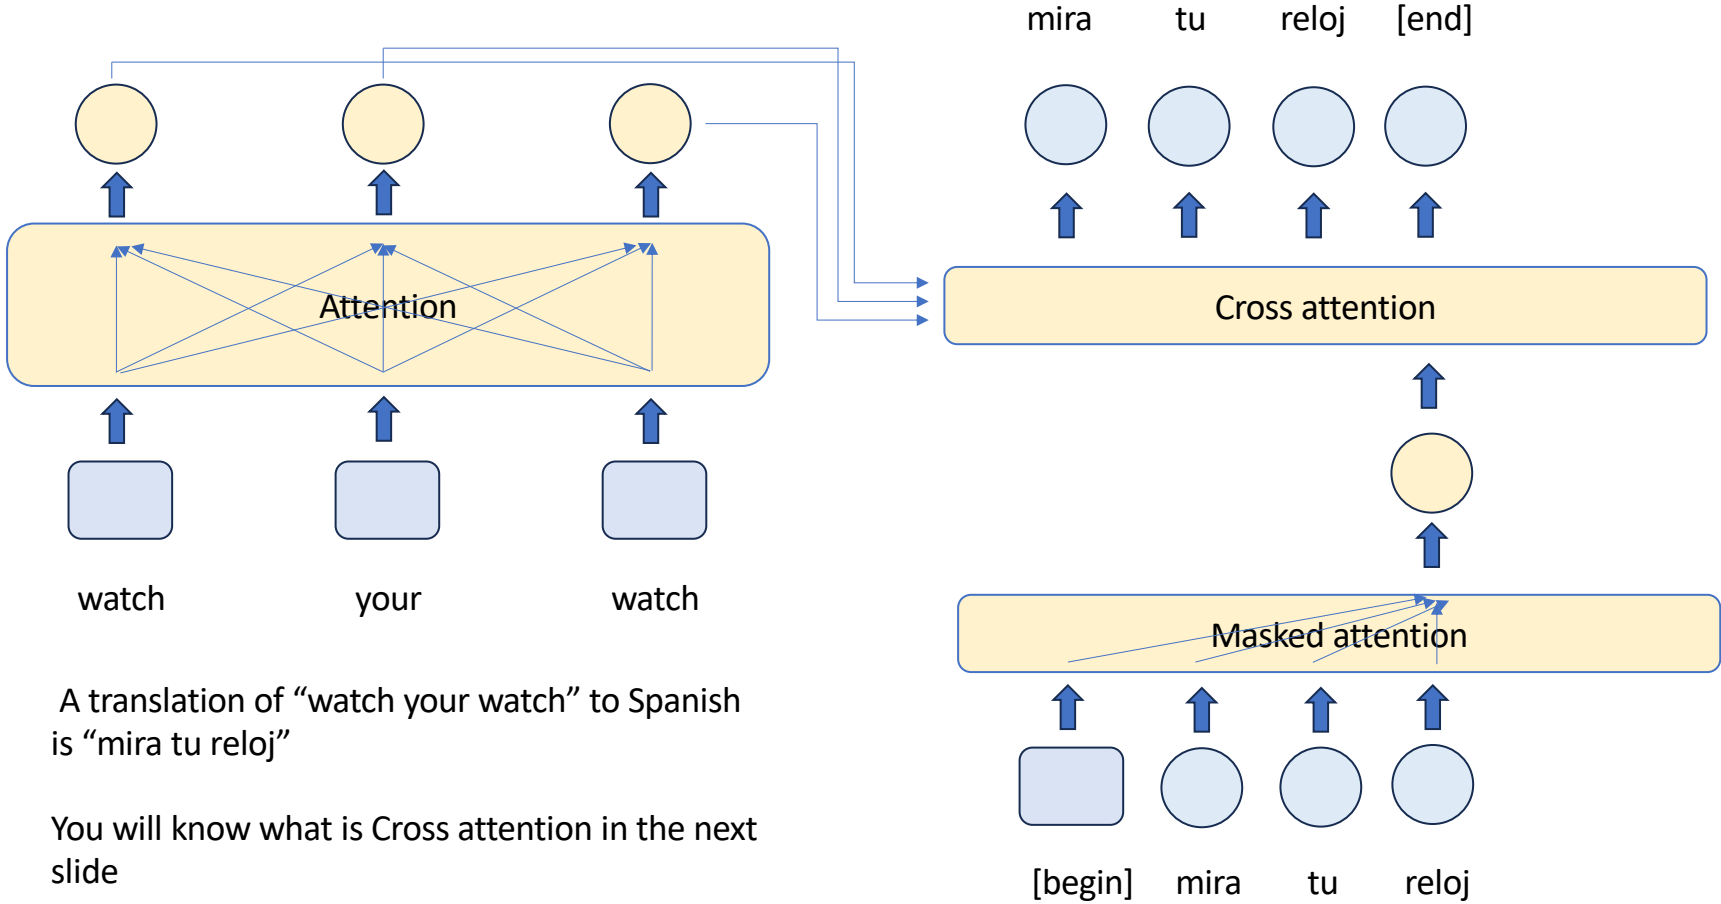 mira tu reloj [end]
Attention
Cross attention
watch your watch
Masked attention
A translation of “watch your watch” to Spanish
is “mira tu reloj”
You will know what is Cross attention in the next
slide
[begin] mira tu reloj